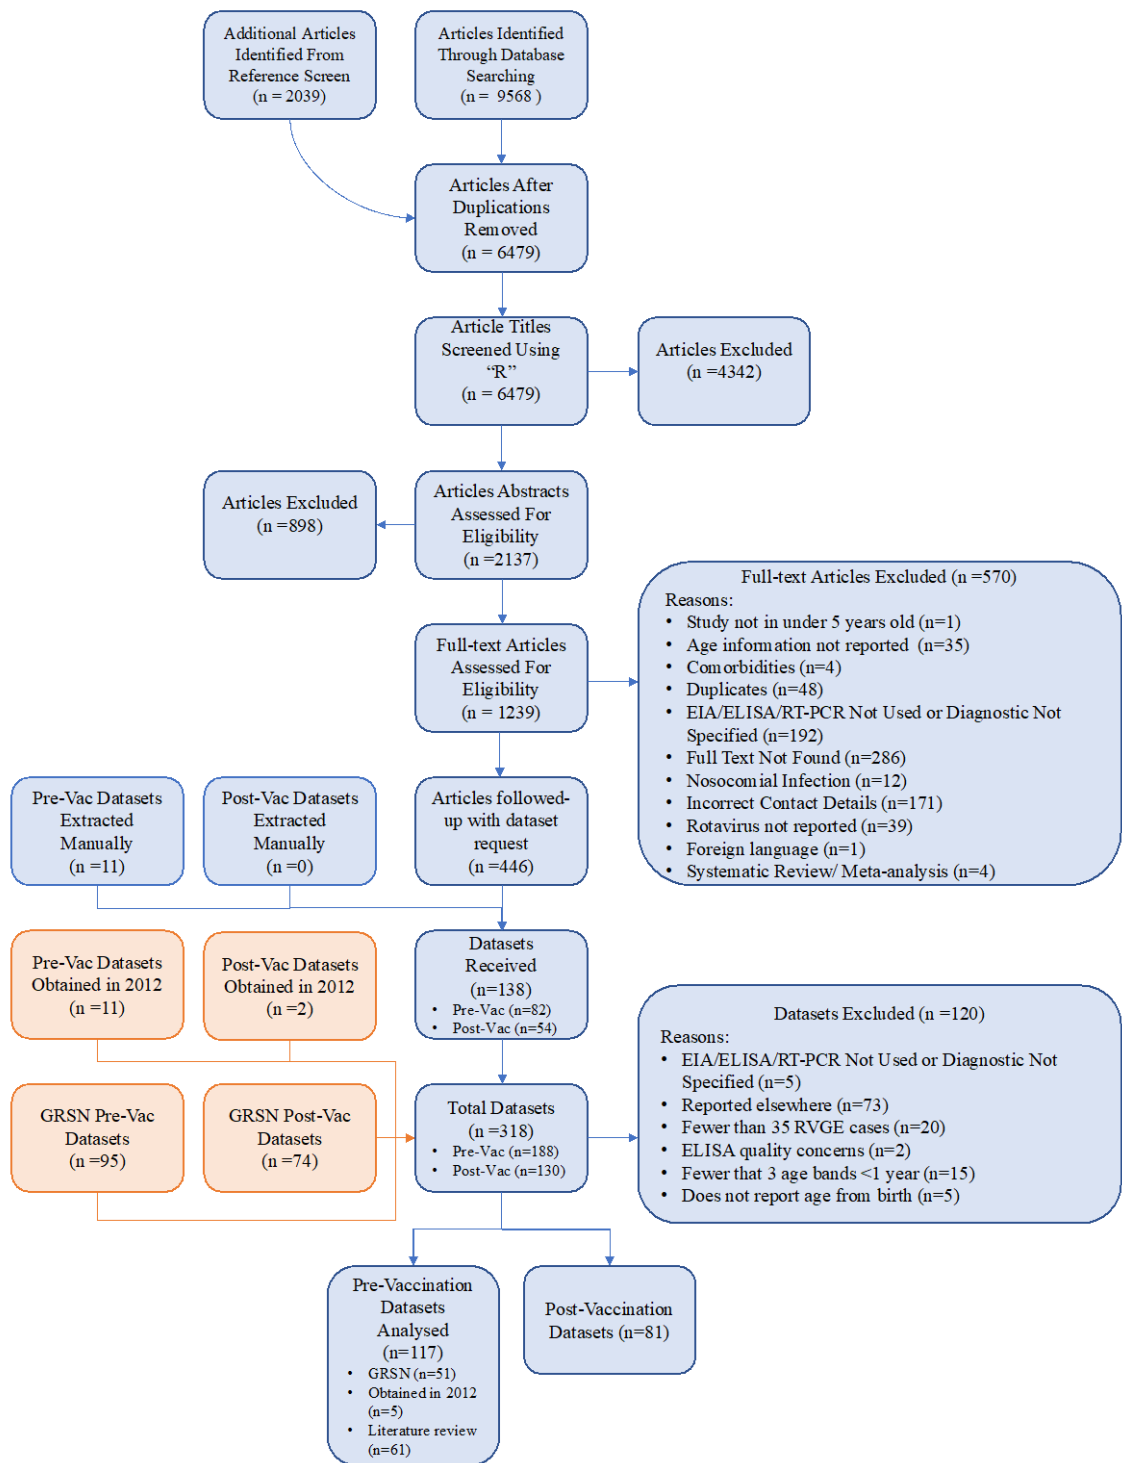 Additional Articles
Identified From
Reference Screen
(n = 2039)
Articles Identified
Through Database
Searching
(n = 9568 )
Articles After
Duplications
Removed
(n = 6479)
Article Titles
Screened Using
“R”
(n = 6479)
Articles Excluded
(n =4342)
Articles Excluded
(n =898)
Articles Abstracts
Assessed For
Eligibility
(n =2137)
Full-text Articles
Assessed For
Eligibility
(n = 1239)
Full-text Articles Excluded (n =570)
Reasons:
• Study not in under 5 years old (n=1)
• Age information not reported (n=35)
• Comorbidities (n=4)
• Duplicates (n=48)
• EIA/ELISA/RT-PCR Not Used or Diagnostic Not
Specified (n=192)
• Full Text Not Found (n=286)
• Nosocomial Infection (n=12)
• Incorrect Contact Details (n=171)
• Rotavirus not reported (n=39)
• Foreign language (n=1)
• Systematic Review/ Meta-analysis (n=4)
Pre-Vac Datasets
Extracted
Manually
(n =11)
Post-Vac Datasets
Extracted
Manually
(n =0)
Articles followed-
up with dataset
request
(n =446)
Pre-Vac Datasets
Obtained in 2012
(n =11)
Post-Vac Datasets
Obtained in 2012
(n =2)
Datasets
Received
(n=138)
• Pre-Vac (n=82)
• Post-Vac (n=54)
GRSN Pre-Vac
Datasets
(n =95)
GRSN Post-Vac
Datasets
(n =74)
Total Datasets
(n =318)
• Pre-Vac (n=188)
• Post-Vac (n=130)
Datasets Excluded (n =120)
Reasons:
• EIA/ELISA/RT-PCR Not Used or Diagnostic Not
Specified (n=5)
• Reported elsewhere (n=73)
• Fewer than 35 RVGE cases (n=20)
• ELISA quality concerns (n=2)
• Fewer that 3 age bands <1 year (n=15)
• Does not report age from birth (n=5)
Pre-Vaccination
Datasets
Analysed
(n=117)
• GRSN (n=51)
• Obtained in 2012
(n=5)
• Literature review
(n=61)
Post-Vaccination
Datasets (n=81)